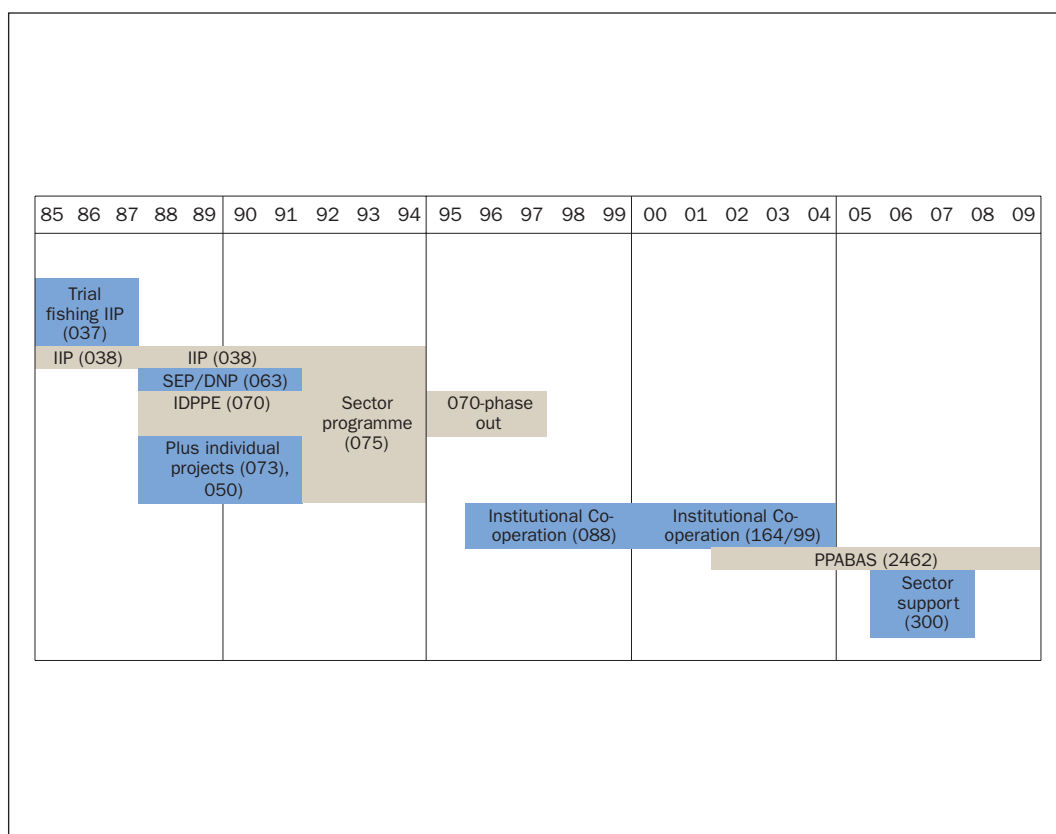 85 86 87 88 89 90 91 92 93 94 95 96 97 98 99 00 01 02 03 04 05 06 07 08 09
Trial
fishing IIP
(037)
IIP (038) IIP (038)
SEP/DNP (063)
IDPPE (070)
Plus individual
projects (073),
050)
Sector
programme
(075)
070-phase
out
Institutional Co-
operation (088)
Institutional Co-
operation (164/99)
PPABAS (2462)
Sector
support
(300)